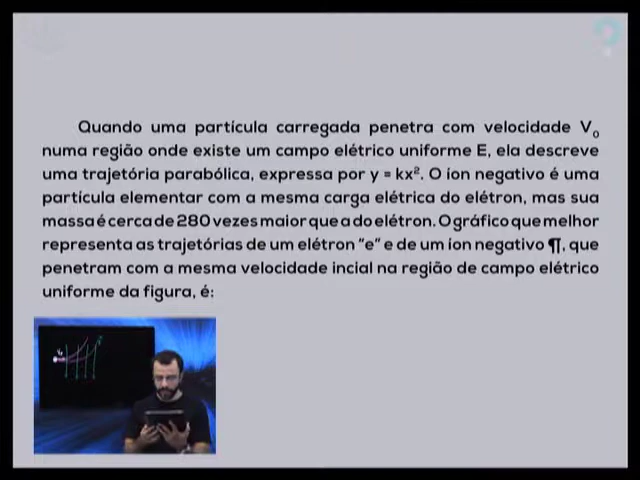 Quando uma partícula carregada penetra com velocidade V₀
numa região onde existe um campo elétrico uniforme E, ela descreve
uma trajetória parabólica, expressa por y = kx². O íon negativo é uma
partícula elementar com a mesma carga elétrica do elétron, mas sua
massa é cerca de 280 vezes maior que a do elétron. O gráfico que melhor
representa as trajetórias de um elétron "e" e de um íon negativo ¶, que
penetram com a mesma velocidade incial na região de campo elétrico
uniforme da figura, é: